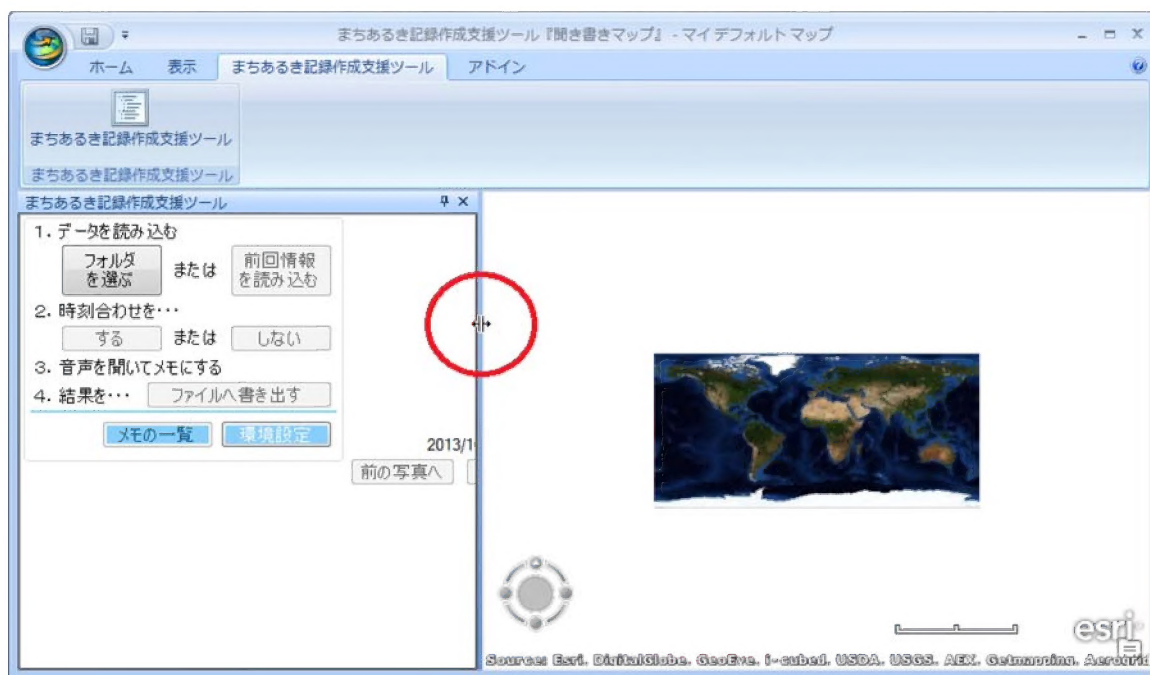 まちあるき記録作成支援ツール『聞き書きマップ』 - マイ デフォルト マップ
ホーム 表示 まちあるき記録作成支援ツール アドイン
まちあるき記録作成支援ツール
まちあるき記録作成支援ツール
まちあるき記録作成支援ツール
1. データを読み込む
フォルダ
を選ぶ
または
前回情報
を読み込む
2. 時刻合わせを・・・
する または しない
3. 音声を聞いてメモにする
4. 結果を・・・ ファイルへ書き出す
メモの一覧 環境設定
2013/1
前の写真へ
esri
Source: Esri, DigitalGlobe, GeoEye, i-cubed, USDA, USGS, AEX, Getmapping,